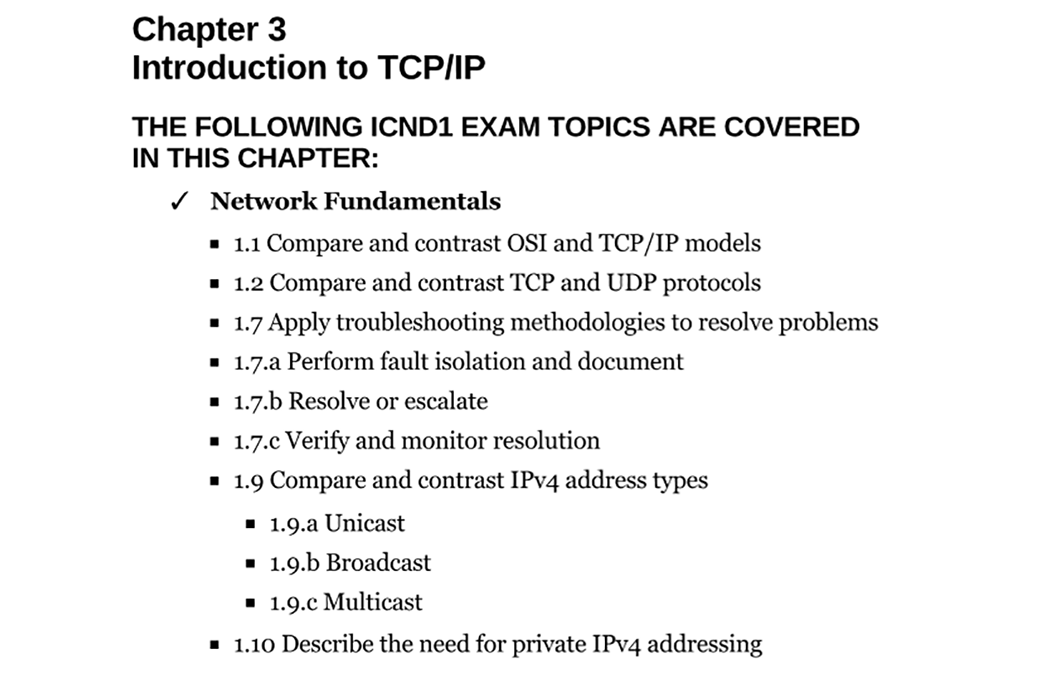 Chapter 3
Introduction to TCP/IP
THE FOLLOWING ICND1 EXAM TOPICS ARE COVERED
IN THIS CHAPTER:
✓ Network Fundamentals
▪ 1.1 Compare and contrast OSI and TCP/IP models
▪ 1.2 Compare and contrast TCP and UDP protocols
▪ 1.7 Apply troubleshooting methodologies to resolve problems
▪ 1.7.a Perform fault isolation and document
▪ 1.7.b Resolve or escalate
▪ 1.7.c Verify and monitor resolution
▪ 1.9 Compare and contrast IPv4 address types
▪ 1.9.a Unicast
▪ 1.9.b Broadcast
▪ 1.9.c Multicast
▪ 1.10 Describe the need for private IPv4 addressing